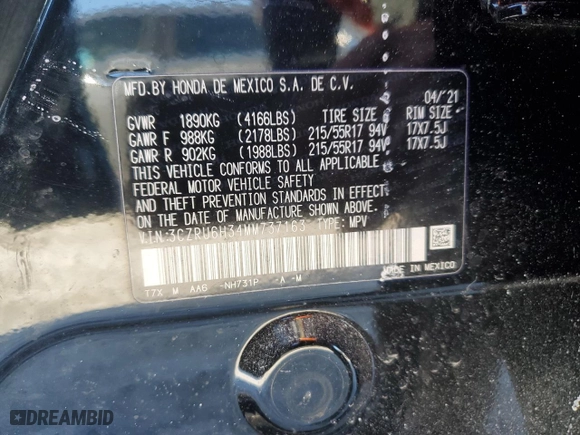 MFD.BY HONDA DE MEXICO S.A. DE C.V.
04/'21
GVWR 1890KG (4166LBS) TIRE SIZE RIM SIZE
GAWR F 988KG (2178LBS) 215/55R17 94V 17X7.5J
GAWR R 902KG (1988LBS) 215/55R17 94V 17X7.5J
THIS VEHICLE CONFORMS TO ALL APPLICABLE
FEDERAL MOTOR VEHICLE SAFETY
AND THEFT PREVENTION STANDARDS IN EFFECT
ON THE DATE OF MANUFACTURE SHOWN ABOVE.
V.I.N:3CZRU6H34MM737163 TYPE: MPV
T7X M AA6 NH731P A -M
MADE IN MEXICO
DREAMBID